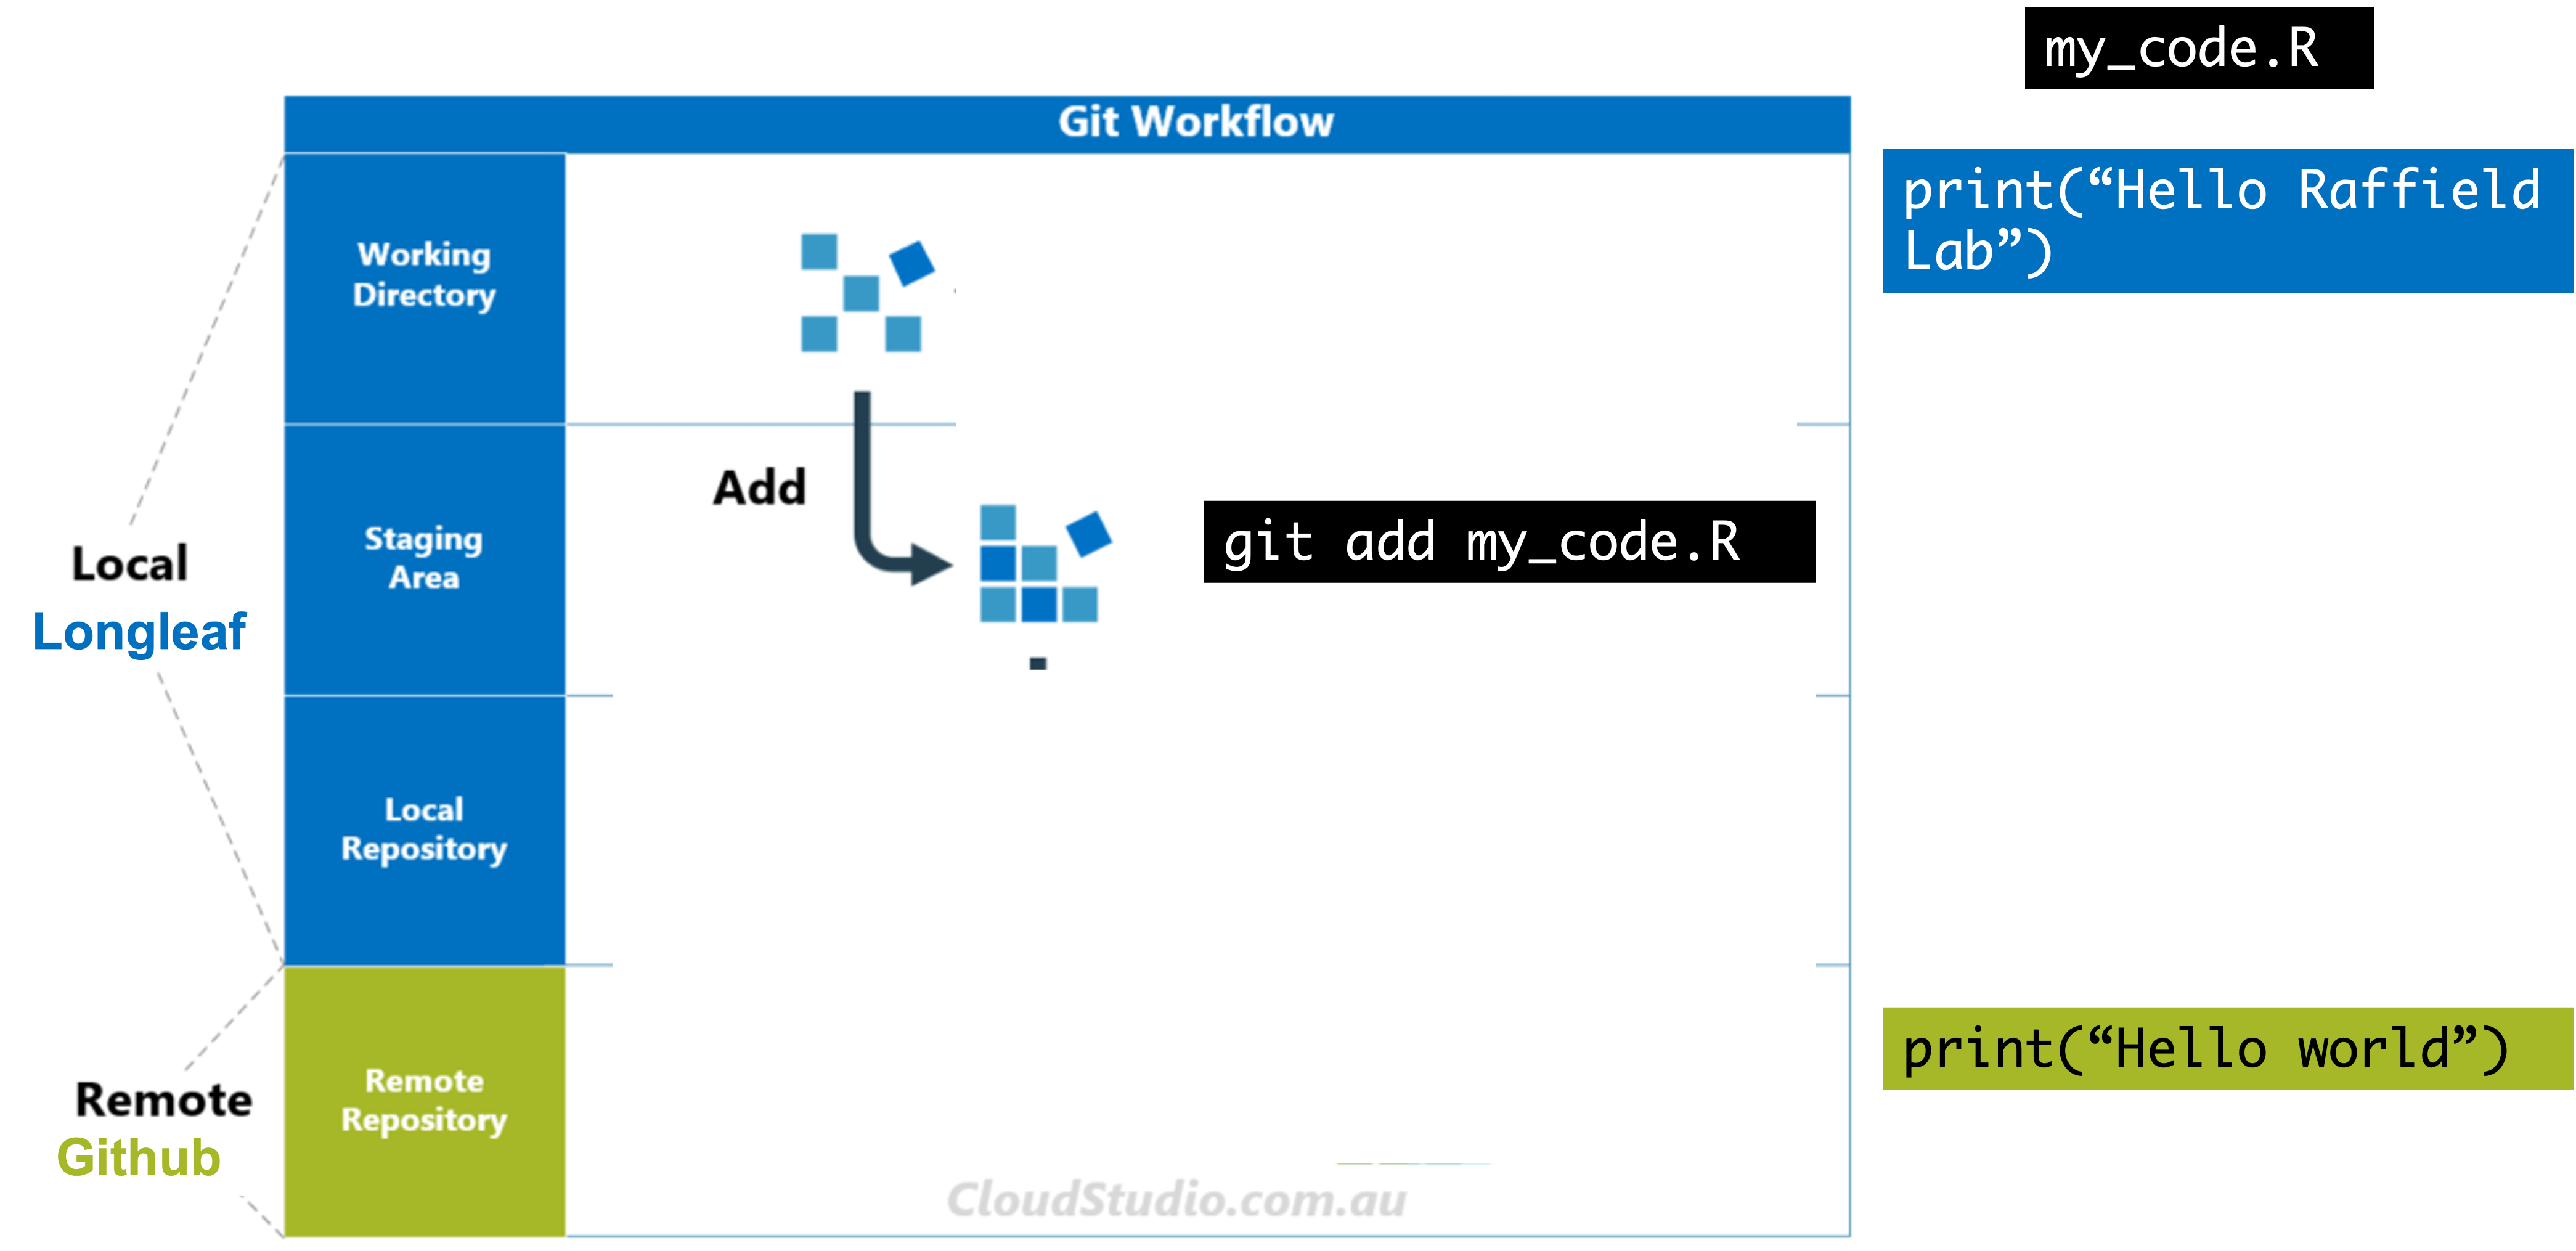 my_code.R
Git Workflow
print(“Hello Raffield
Lab”)
Working
Directory
Add
Staging
Area
git add my_code.R
Local
Longleaf
Local
Repository
Remote
Repository
print(“Hello world”)
Remote
Github
CloudStudio.com.au